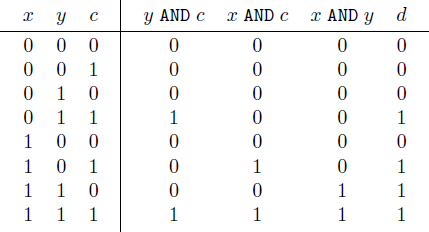 x y c y AND c x AND c x AND y d
0 0 0 0 0 0 0
0 0 1 0 0 0 0
0 1 0 0 0 0 0
0 1 1 1 0 0 1
1 0 0 0 0 0 0
1 0 1 0 1 0 1
1 1 0 0 0 1 1
1 1 1 1 1 1 1